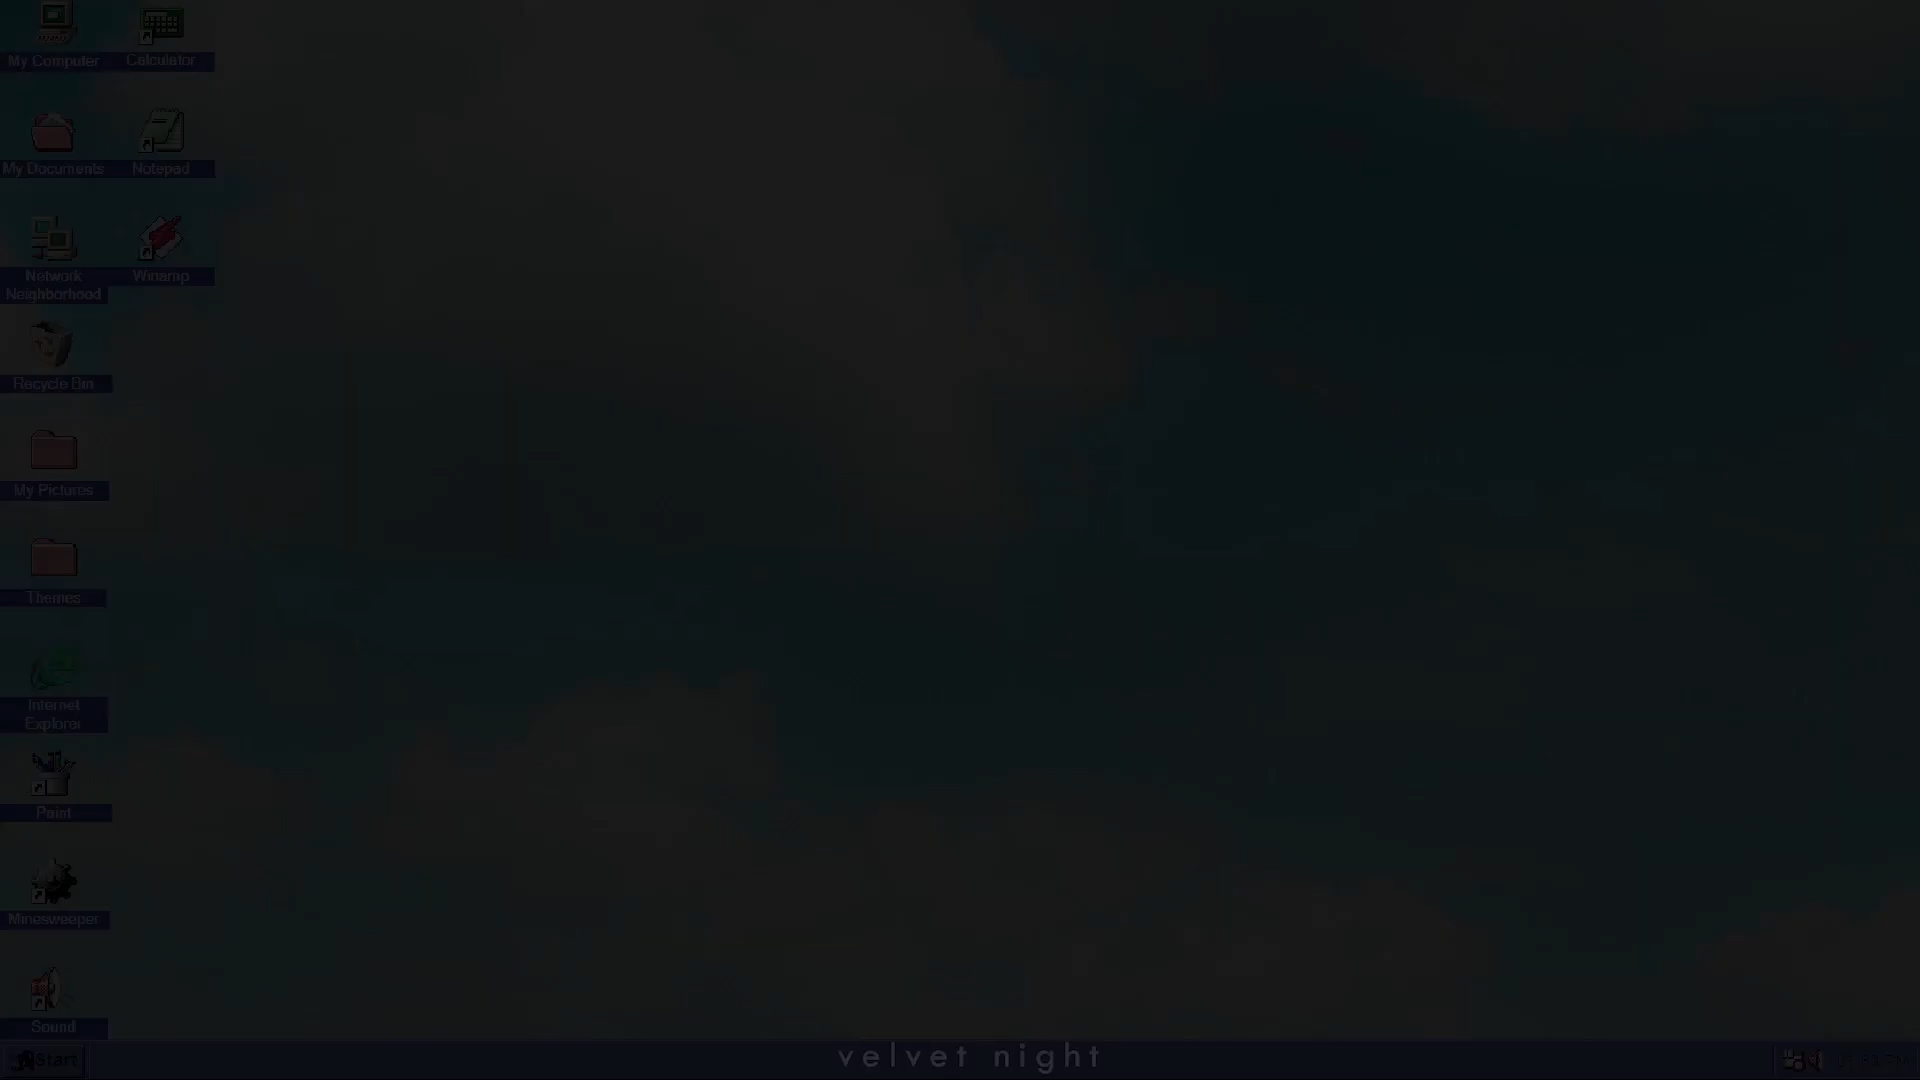 My Computer
Calculator
My Documents
Notepad
Network
Neighborhood
Winamp
Recycle Bin
My Pictures
Themes
Internet
Explorer
Paint
Minesweeper
Sound
Start
velvet night